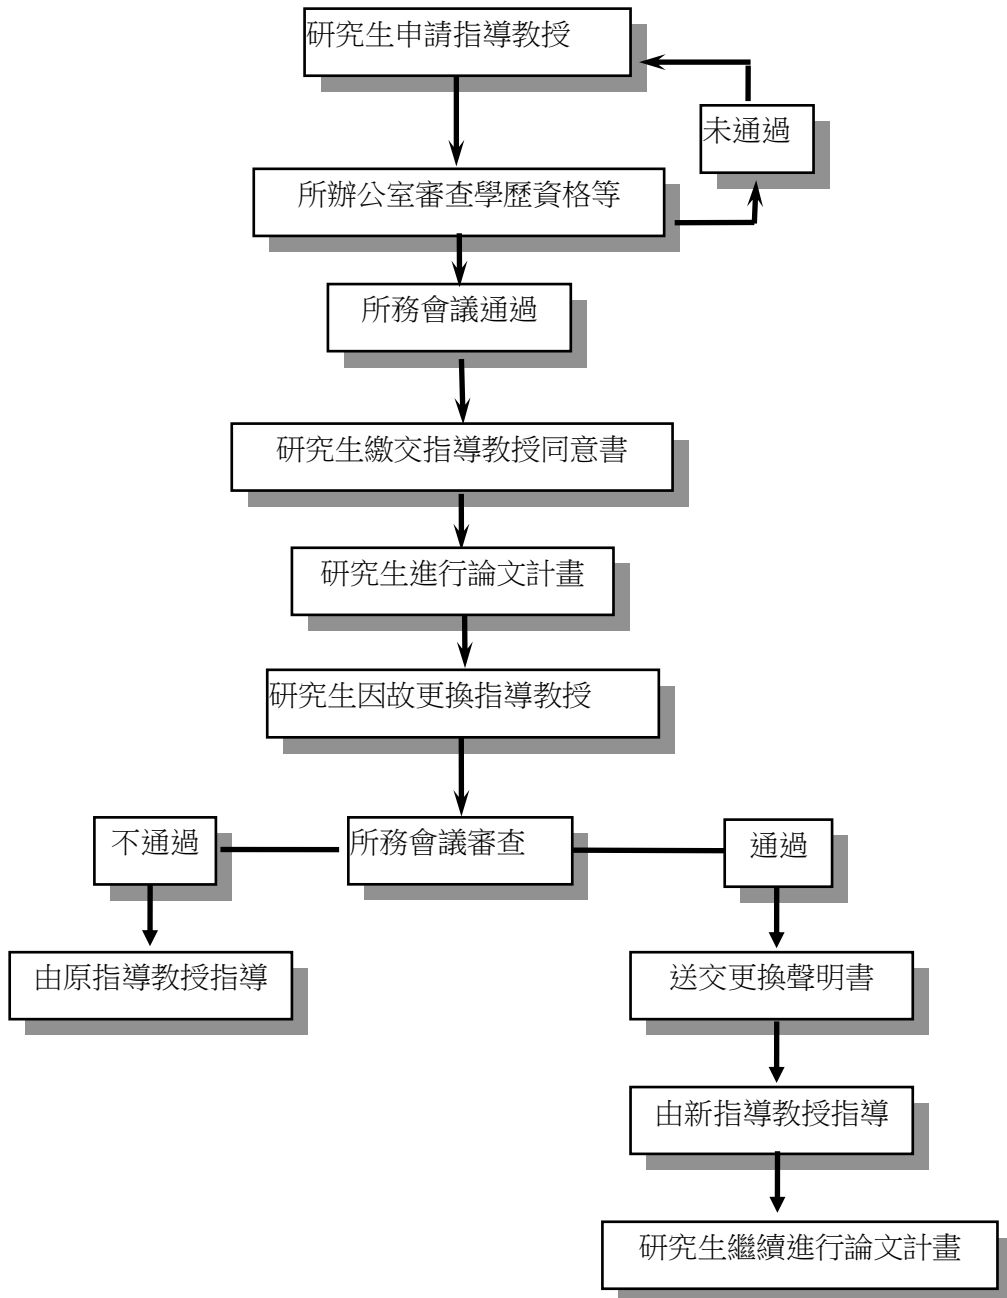 研究生申請指導教授
未通過
所辦公室審查學歷資格等
所務會議通過
研究生繳交指導教授同意書
研究生進行論文計畫
研究生因故更換指導教授
不通過
所務會議審查
通過
由原指導教授指導
送交更換聲明書
由新指導教授指導
研究生繼續進行論文計畫